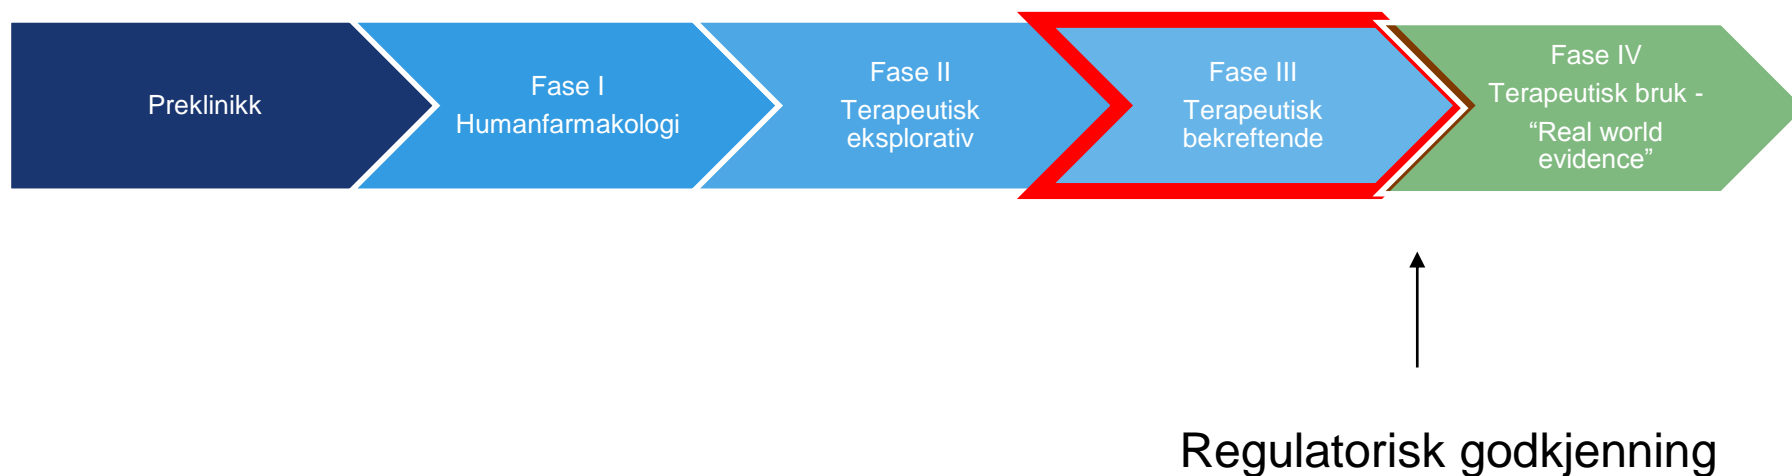 Preklinikk
Fase I
Humanfarmakologi
Fase II
Terapeutisk
eksplorativ
Fase III
Terapeutisk
bekreftende
Fase IV
Terapeutisk bruk -
“Real world
evidence”
Regulatorisk godkjenning